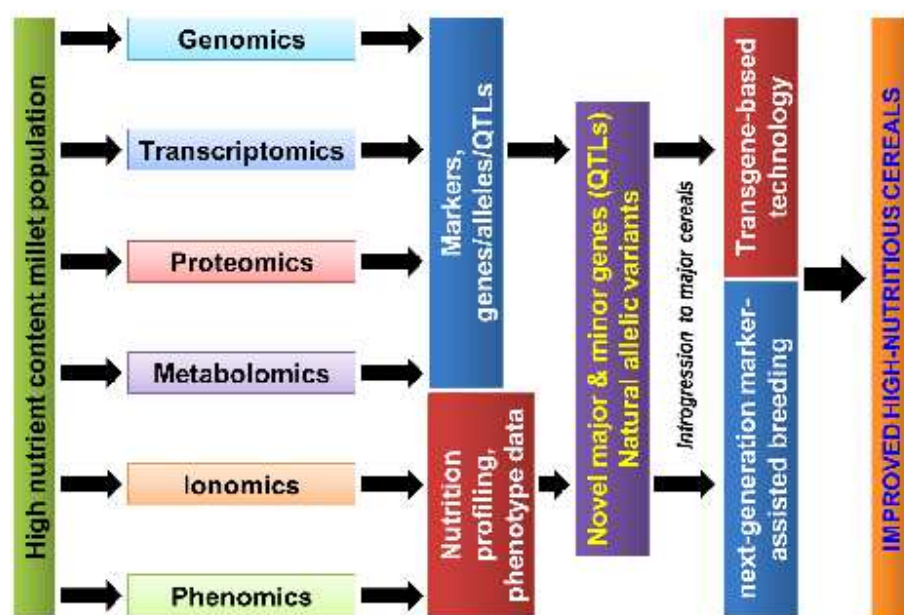 High nutrient content millet population
Genomics
Transcriptomics
Proteomics
Metabolomics
Ionomics
Phenomics
Markers,
genes/alleles/QTLs
Nutrition
profiling,
phenotype data
Novel major & minor genes (QTLs)
Natural allelic variants
Introgression to major cereals
Transgene-based
technology
next-generation marker-
assisted breeding
IMPROVED HIGH-NUTRITIOUS CEREALS